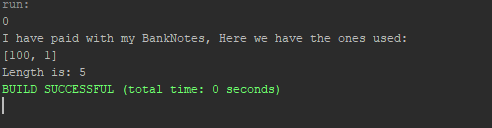 run:
0
I have paid with my BankNotes, Here we have the ones used:
[100, 1]
Length is: 5
BUILD SUCCESSFUL (total time: 0 seconds)